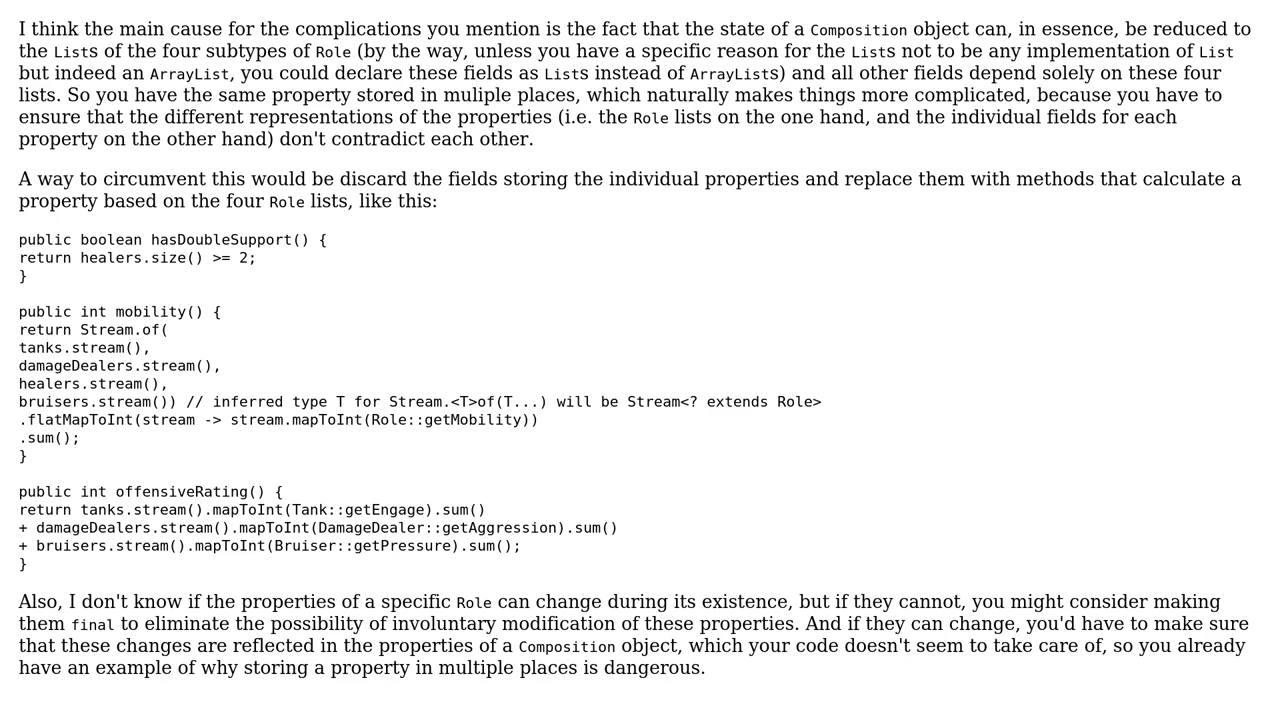 I think the main cause for the complications you mention is the fact that the state of a Composition object can, in essence, be reduced to
the Lists of the four subtypes of Role (by the way, unless you have a specific reason for the Lists not to be any implementation of List
but indeed an ArrayList, you could declare these fields as Lists instead of ArrayLists) and all other fields depend solely on these four
lists. So you have the same property stored in muliple places, which naturally makes things more complicated, because you have to
ensure that the different representations of the properties (i.e. the Role lists on the one hand, and the individual fields for each
property on the other hand) don't contradict each other.
A way to circumvent this would be discard the fields storing the individual properties and replace them with methods that calculate a
property based on the four Role lists, like this:
public boolean hasDoubleSupport() {
return healers.size() >= 2;
}
public int mobility() {
return Stream.of(
tanks.stream(),
damageDealers.stream(),
healers.stream(),
bruisers.stream()) // inferred type T for Stream.<T>of(T...) will be Stream<? extends Role>
.flatMapToInt(stream -> stream.mapToInt(Role::getMobility))
.sum();
}
public int offensiveRating() {
return tanks.stream().mapToInt(Tank::getEngage).sum()
+ damageDealers.stream().mapToInt(DamageDealer::getAggression).sum()
+ bruisers.stream().mapToInt(Bruiser::getPressure).sum();
}
Also, I don't know if the properties of a specific Role can change during its existence, but if they cannot, you might consider making
them final to eliminate the possibility of involuntary modification of these properties. And if they can change, you'd have to make sure
that these changes are reflected in the properties of a Composition object, which your code doesn't seem to take care of, so you already
have an example of why storing a property in multiple places is dangerous.